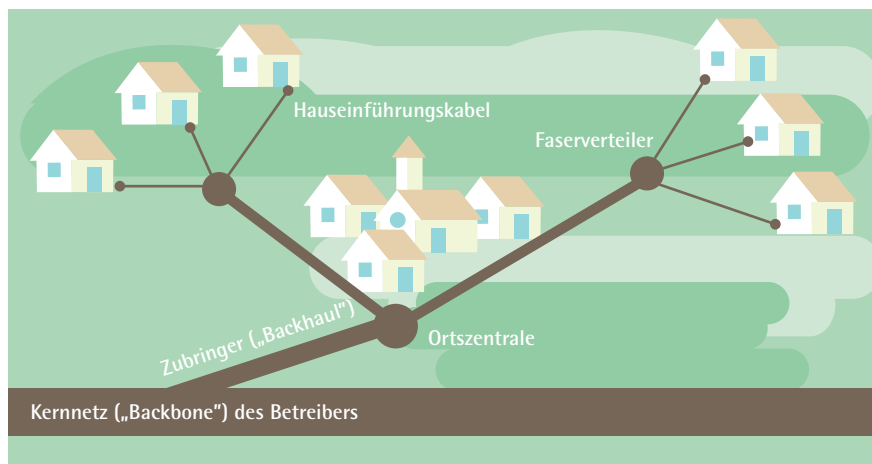 Hauseinführungskabel
Faserverteiler
Zubringer („Backhaul“)
Ortszentrale
Kernnetz („Backbone“) des Betreibers